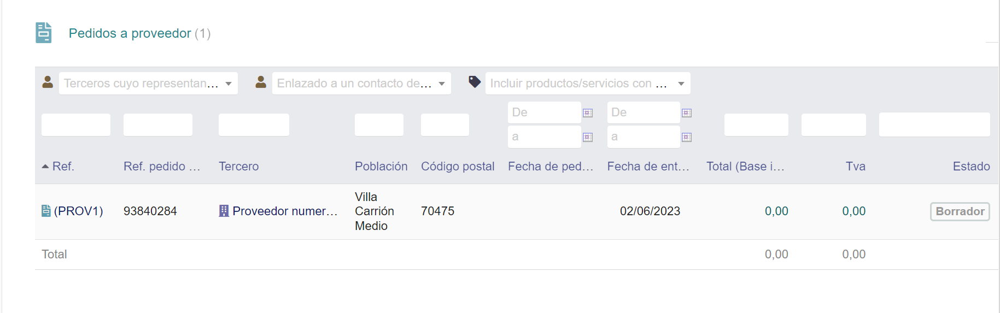 Pedidos a proveedor (1)
Terceros cuyo representan...
Enlazado a un contacto de...
Incluir productos/servicios con ...
De
De
a
a
Ref.
Ref. pedido ...
Tercero
Población
Código postal
Fecha de ped...
Fecha de ent...
Total (Base i...
Tva
Estado
(PROV1)
93840284
Proveedor numer...
Villa
Carrión
Medio
70475
02/06/2023
0,00
0,00
Borrador
Total
0,00
0,00